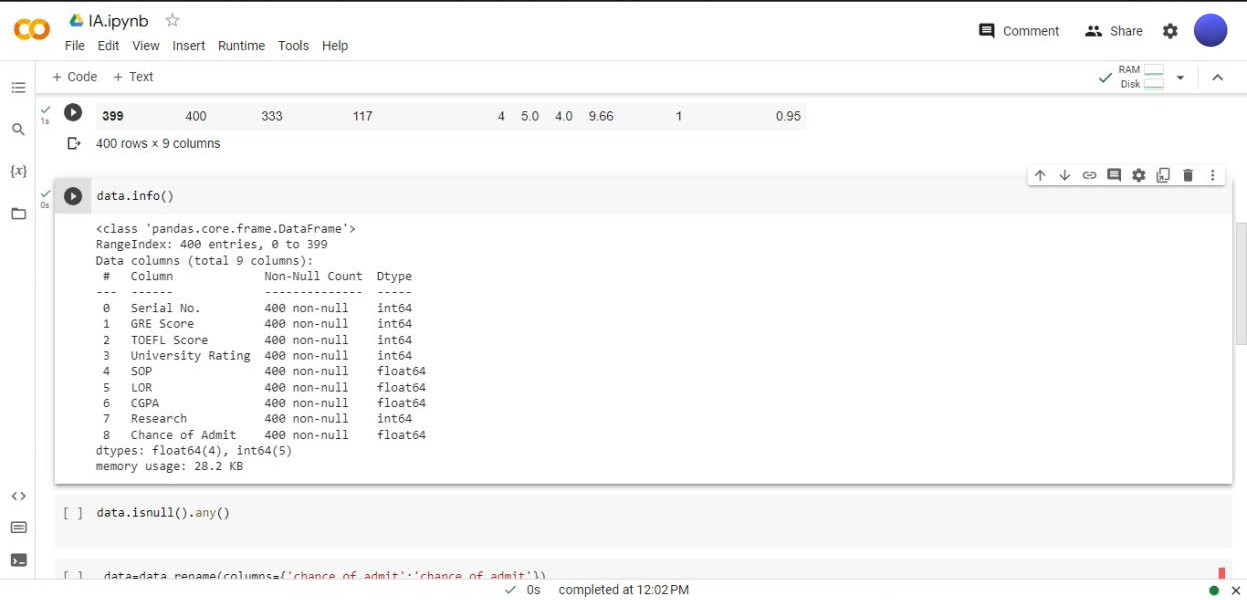 IA.ipynb
Comment Share
File Edit View Insert Runtime Tools Help
+ Code + Text
RAM
Disk
1s
399 400 333 117 4 5.0 4.0 9.66 1 0.95
400 rows × 9 columns
{x}
0s
data.info()
<class 'pandas.core.frame.DataFrame'>
RangeIndex: 400 entries, 0 to 399
Data columns (total 9 columns):
# Column Non-Null Count Dtype
--- ------ -------------- -----
0 Serial No. 400 non-null int64
1 GRE Score 400 non-null int64
2 TOEFL Score 400 non-null int64
3 University Rating 400 non-null int64
4 SOP 400 non-null float64
5 LOR 400 non-null float64
6 CGPA 400 non-null float64
7 Research 400 non-null int64
8 Chance of Admit 400 non-null float64
dtypes: float64(4), int64(5)
memory usage: 28.2 KB
[ ] data.isnull().any()
[ ] data=data.rename(columns={'chance of admit':'chance_of_admit'})
0s completed at 12:02 PM